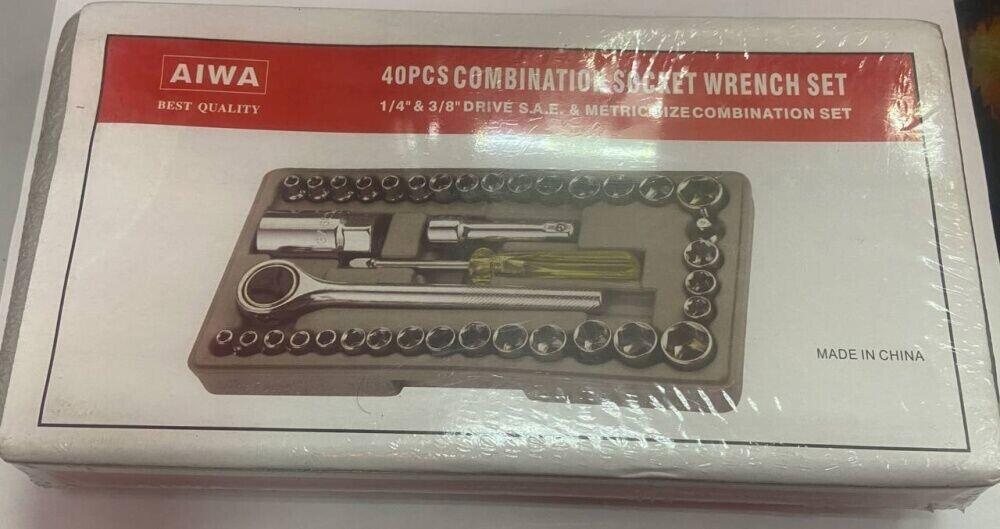 AIWA
BEST QUALITY
40PCS COMBINATION SOCKET WRENCH SET
1/4" & 3/8" DRIVE S.A.E. & METRIC SIZE COMBINATION SET
MADE IN CHINA